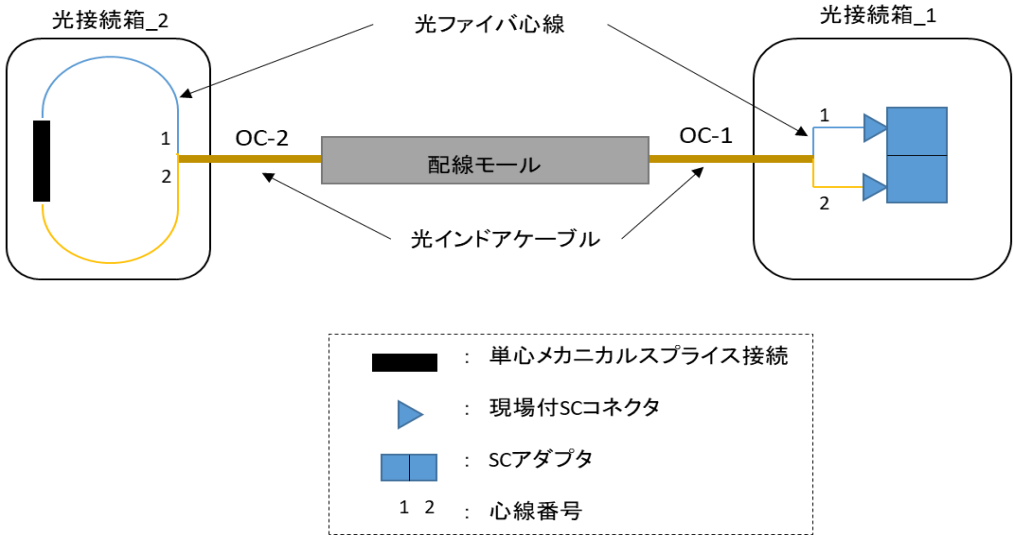 光接続箱_2
光ファイバ心線
光接続箱_1
1
2
OC-2
配線モール
OC-1
1
2
光インドアケーブル
： 単心メカニカルスプライス接続
： 現場付SCコネクタ
： SCアダプタ
1 2 ： 心線番号